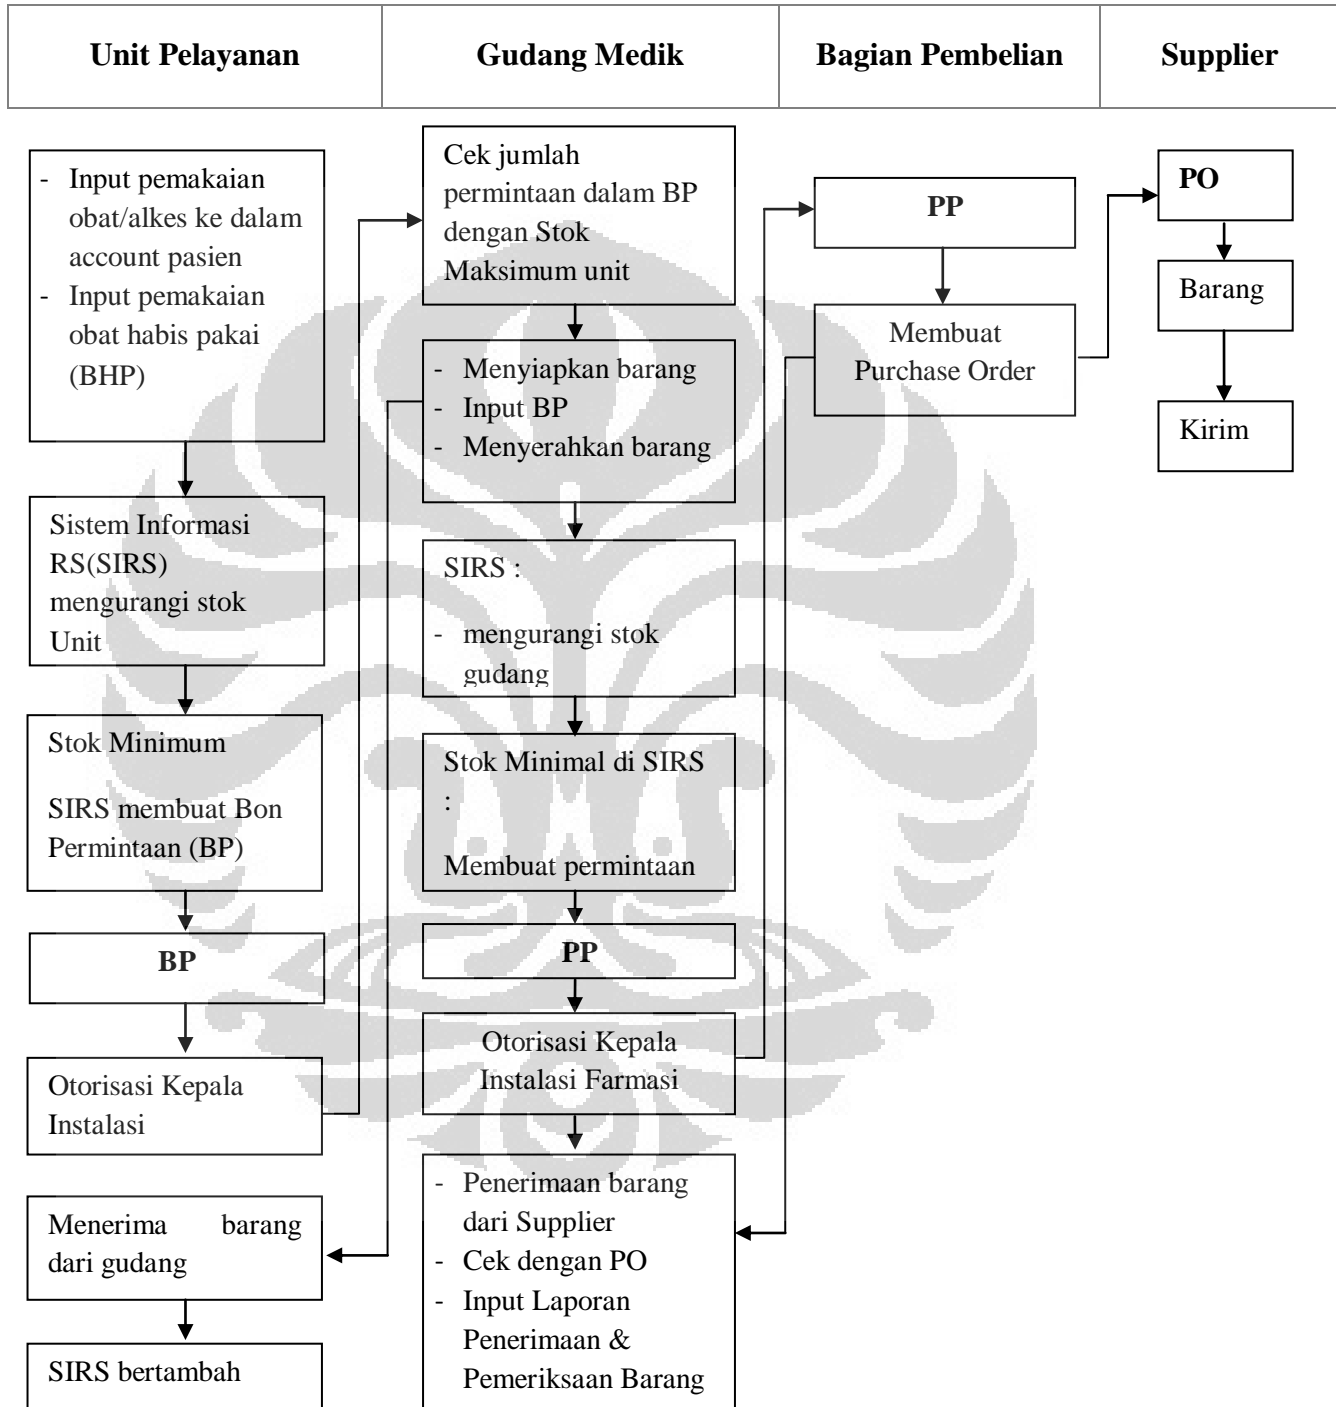 Unit Pelayanan
Gudang Medik
Bagian Pembelian
Supplier
- Input pemakaian
obat/alkes ke dalam
account pasien
- Input pemakaian
obat habis pakai
(BHP)
Sistem Informasi
RS(SIRS)
mengurangi stok
Unit
Stok Minimum
SIRS membuat Bon
Permintaan (BP)
BP
Otorisasi Kepala
Instalasi
Menerima barang
dari gudang
SIRS bertambah
Cek jumlah
permintaan dalam BP
dengan Stok
Maksimum unit
- Menyiapkan barang
- Input BP
- Menyerahkan barang
SIRS :
- mengurangi stok
gudang
Stok Minimal di SIRS
:
Membuat permintaan
PP
Otorisasi Kepala
Instalasi Farmasi
- Penerimaan barang
dari Supplier
- Cek dengan PO
- Input Laporan
Penerimaan &
Pemeriksaan Barang
PP
Membuat
Purchase Order
PO
Barang
Kirim